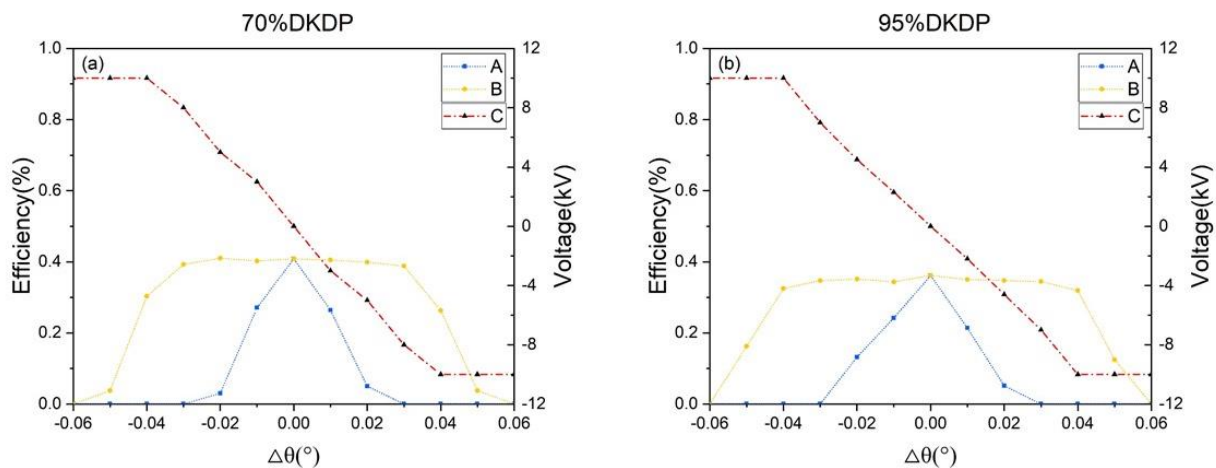 70%DKDP
(a)
A
B
C
Efficiency(%)
1.0
0.8
0.6
0.4
0.2
0.0
12
8
4
0
-4
-8
-12
Voltage(kV)
-0.06 -0.04 -0.02 0.00 0.02 0.04 0.06
△θ(°)
95%DKDP
(b)
A
B
C
Efficiency(%)
1.0
0.8
0.6
0.4
0.2
0.0
12
8
4
0
-4
-8
-12
Voltage(kV)
-0.06 -0.04 -0.02 0.00 0.02 0.04 0.06
△θ(°)